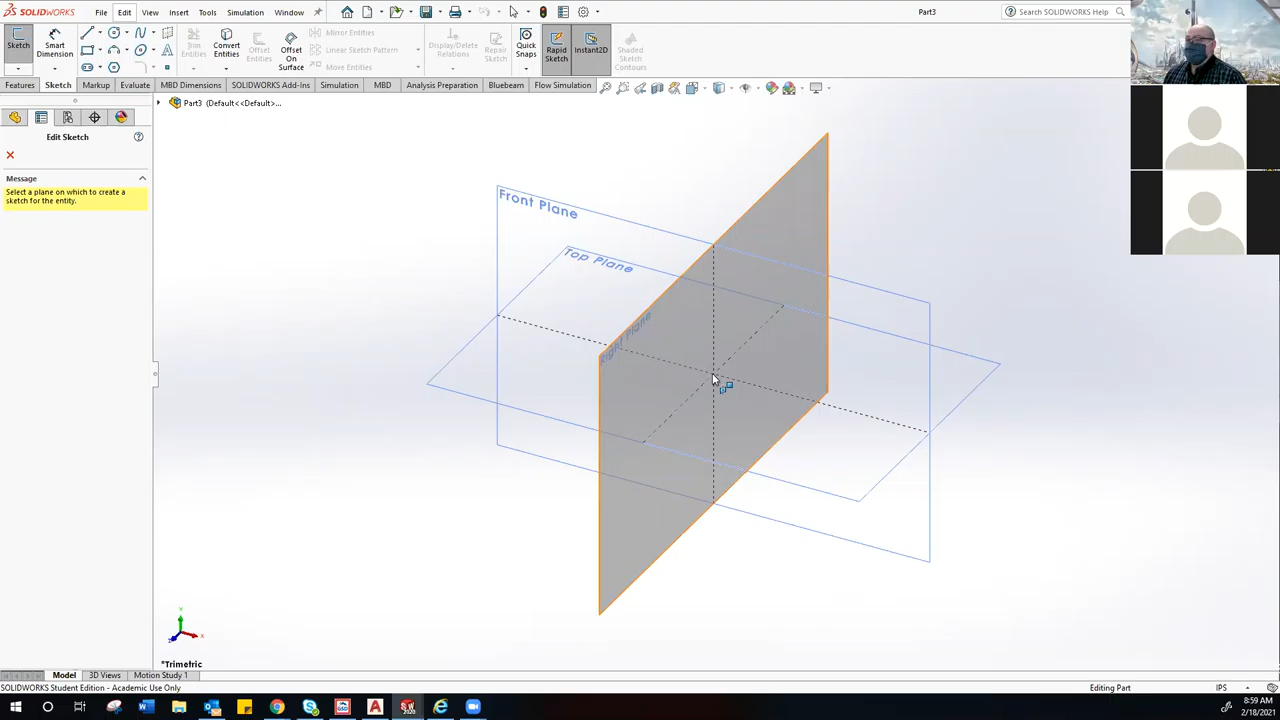 SOLIDWORKS File Edit View Insert Tools Simulation Window Part3 Search SOLIDWORKS Help
Sketch
Smart Dimension
Trim Entities
Convert Entities
Offset Entities
Offset On Surface
Mirror Entities
Linear Sketch Pattern
Move Entities
Display/Delete Relations
Repair Sketch
Quick Snaps
Rapid Sketch
Instant2D
Shaded Sketch Contours
Features Sketch Markup Evaluate MBD Dimensions SOLIDWORKS Add-Ins Simulation MBD Analysis Preparation Bluebeam Flow Simulation
Part3 (Default<<Default>...
Edit Sketch
Message
Select a plane on which to create a
sketch for the entity.
Front Plane
Top Plane
Right Plane
Y
X
Z
*Trimetric
Model 3D Views Motion Study 1
SOLIDWORKS Student Edition - Academic Use Only Editing Part IPS
8:59 AM
2/18/2021